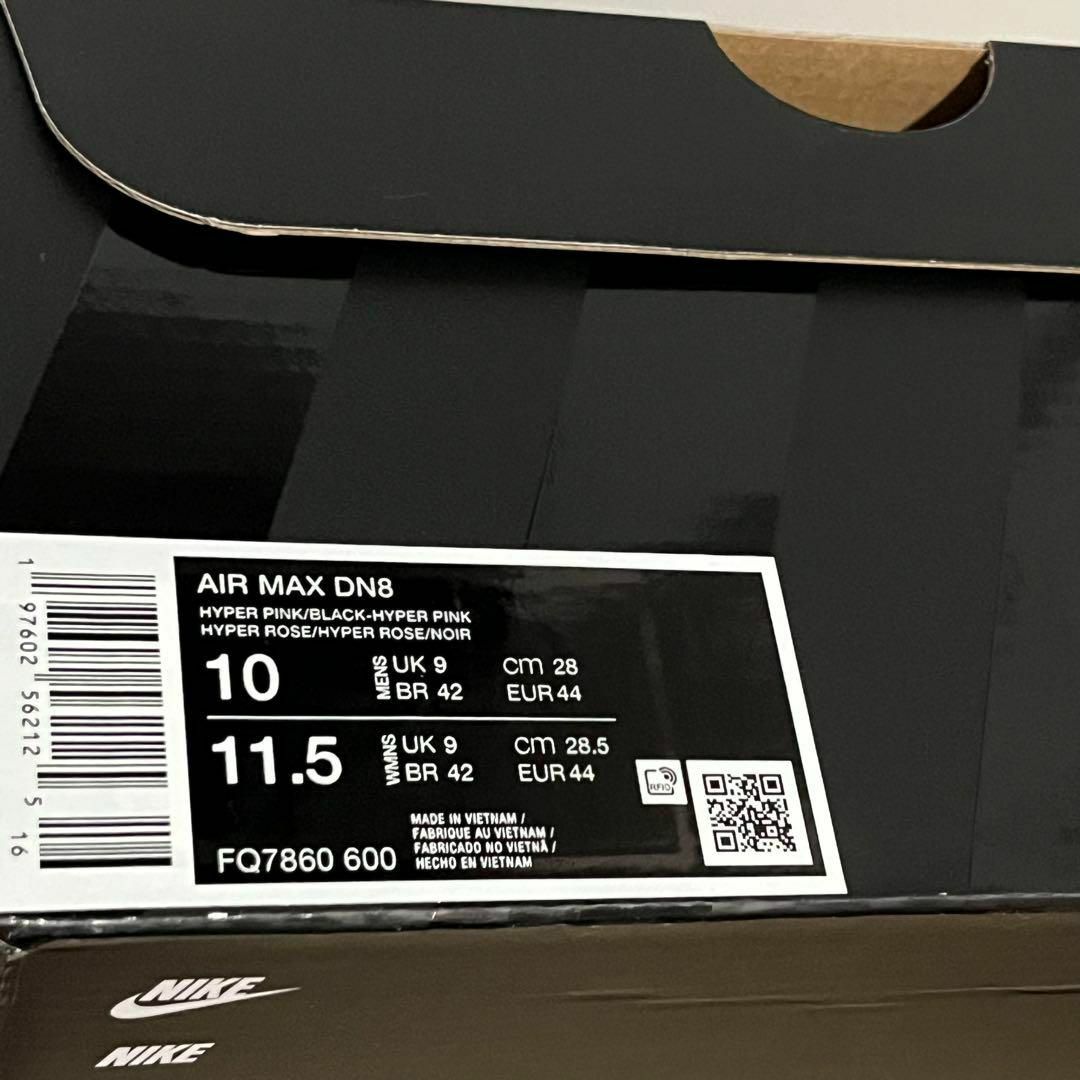 AIR MAX DN8
HYPER PINK/BLACK-HYPER PINK
HYPER ROSE/HYPER ROSE/NOIR
10 MENS UK 9 cm 28
BR 42 EUR 44
11.5 WMNS UK 9 cm 28.5
BR 42 EUR 44
MADE IN VIETNAM /
FABRIQUE AU VIETNAM /
FABRICADO NO VIETNÃ /
HECHO EN VIETNAM
FQ7860 600
RFID
1 97602 56212 5 16
NIKE
NIKE